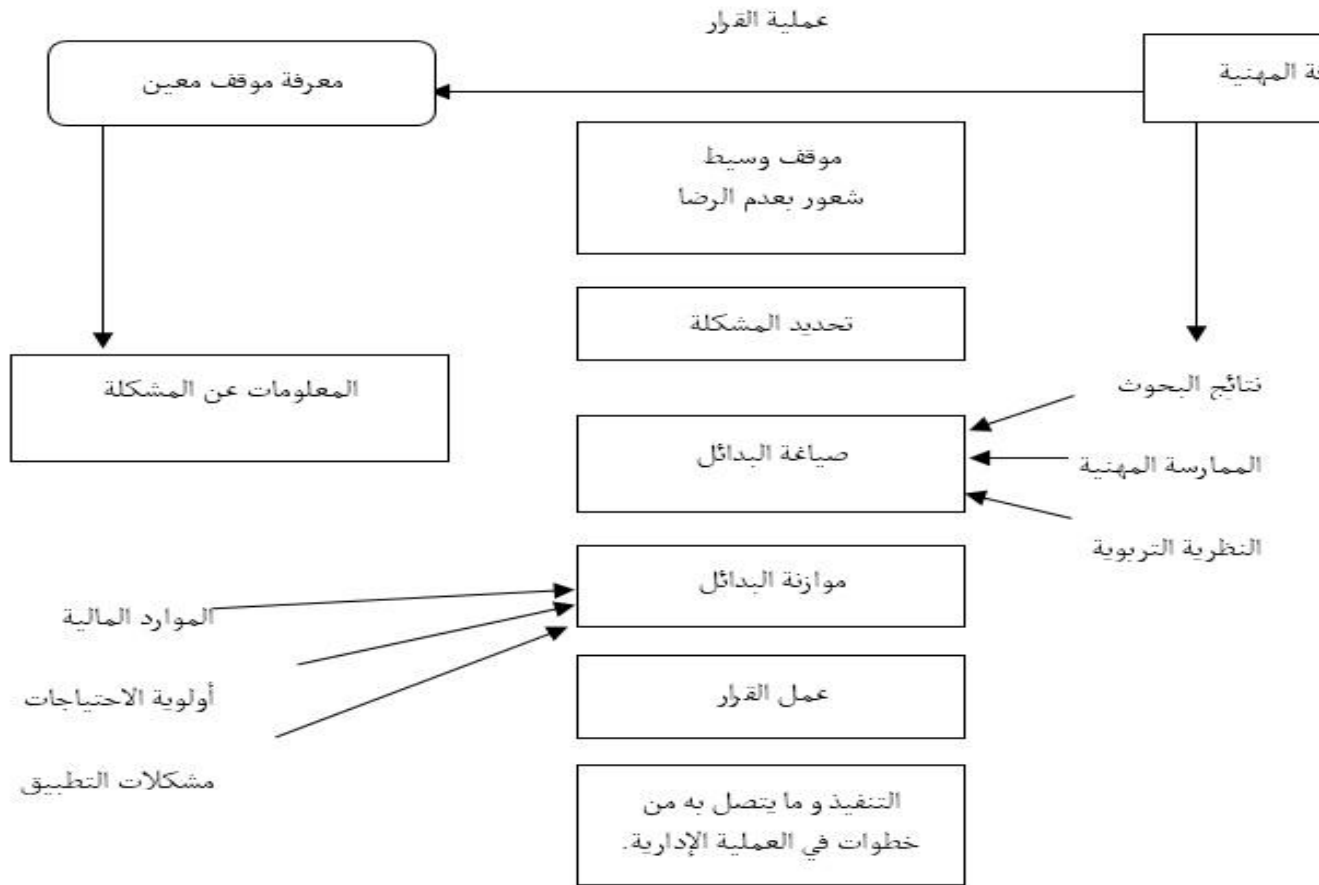 عملية القرار
المهنية
معرفة موقف معين
موقف وسيط
شعور بعدم الرضا
تحديد المشكلة
المعلومات عن المشكلة
نتائج البحوث
صياغة البدائل
الممارسة المهنية
النظرية التربوية
موازنة البدائل
الموارد المالية
أولوية الاحتياجات
عمل القرار
مشكلات التطبيق
التنفيذ و ما يتصل به من
خطوات في العملية الإدارية.